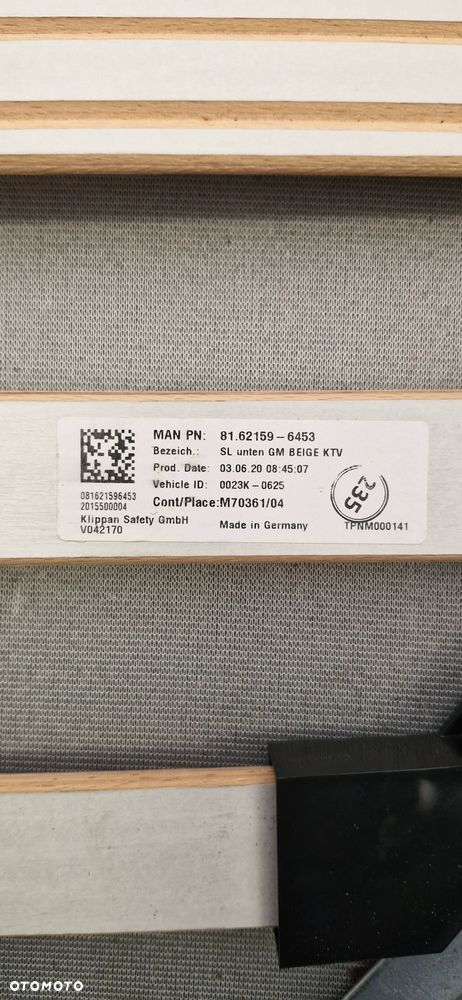 MAN PN: 81.62159-6453
Bezeich.: SL unten GM BEIGE KTV
Prod. Date: 03.06.20 08:45:07
Vehicle ID: 0023K-0625
081621596453
2015500004
Cont/Place:M70361/04
Klippan Safety GmbH
V042170
Made in Germany
235
TPNM000141
OTOMOTO